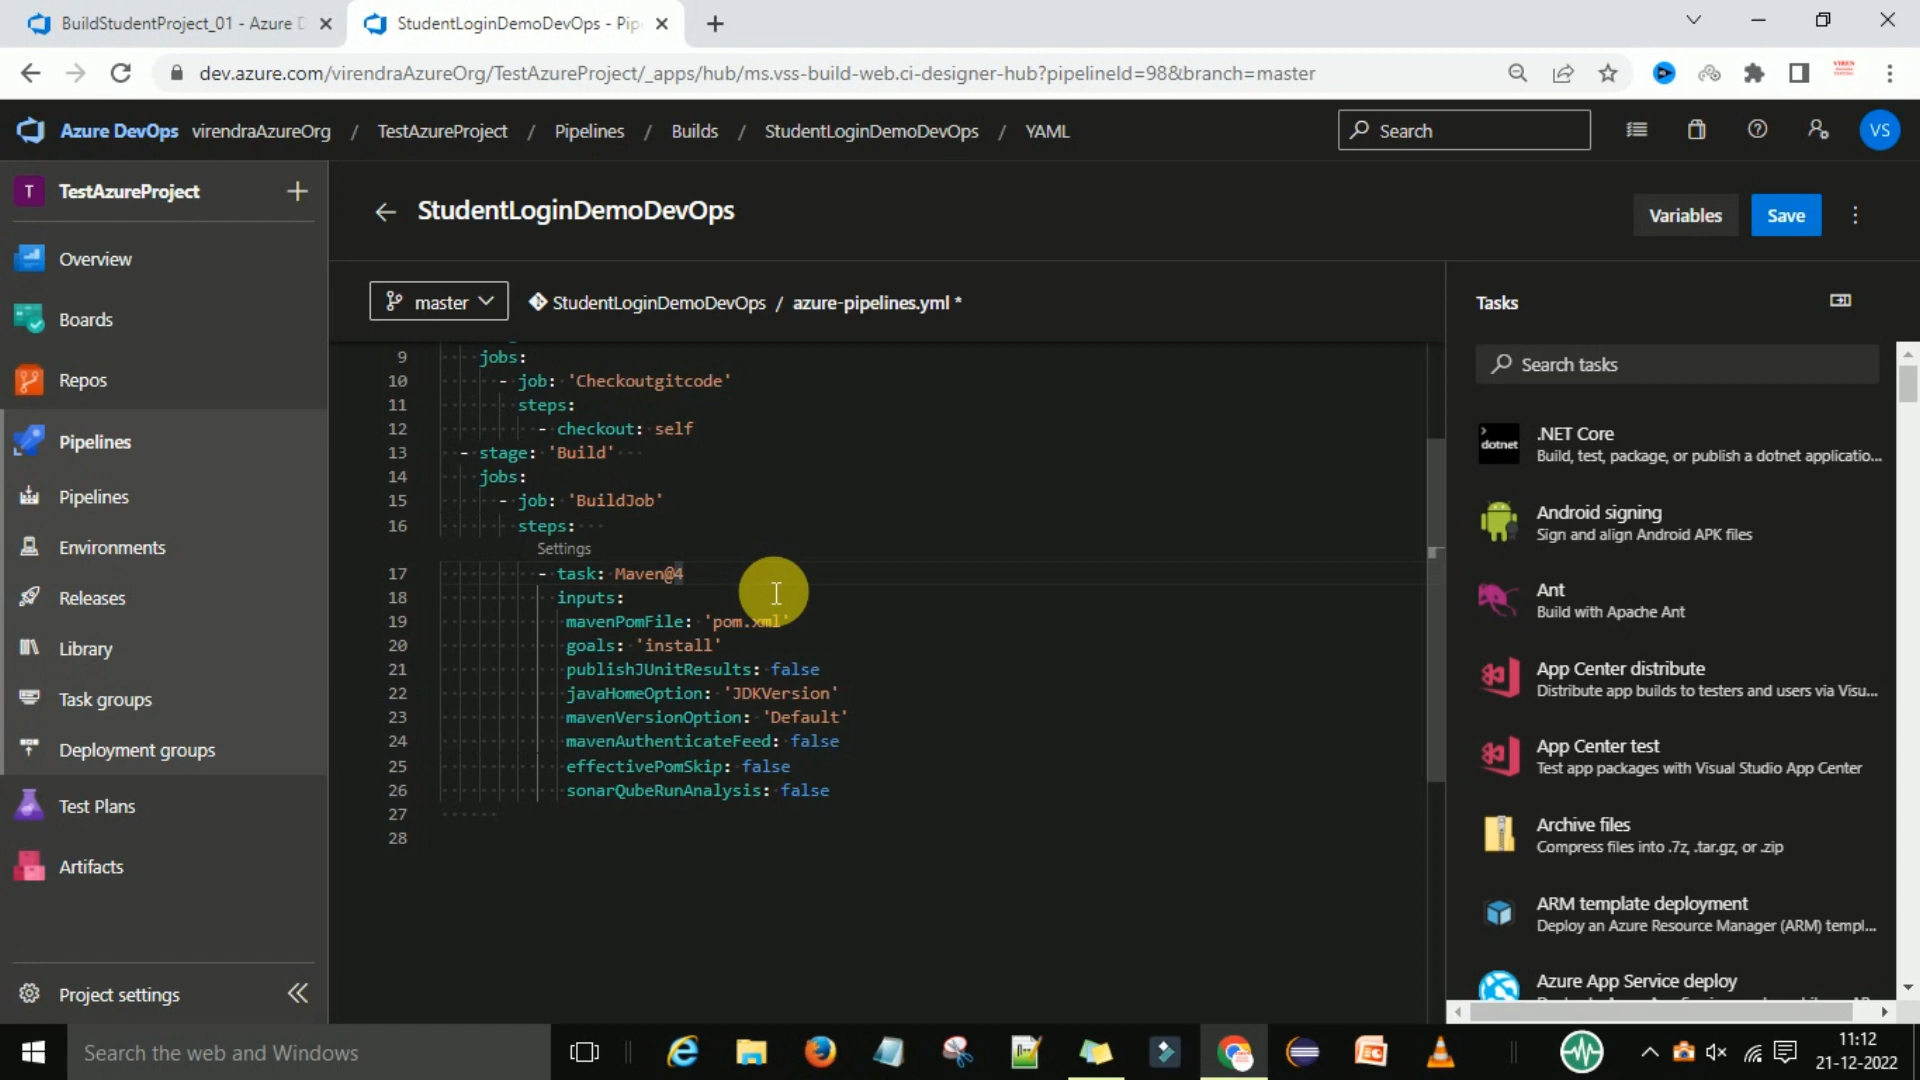 BuildStudentProject_01 - Azure D
StudentLoginDemoDevOps - Pip
dev.azure.com/virendraAzureOrg/TestAzureProject/_apps/hub/ms.vss-build-web.ci-designer-hub?pipelineId=98&branch=master
Azure DevOps virendraAzureOrg / TestAzureProject / Pipelines / Builds / StudentLoginDemoDevOps / YAML
Search
VS
T TestAzureProject
Overview
Boards
Repos
Pipelines
Pipelines
Environments
Releases
Library
Task groups
Deployment groups
Test Plans
Artifacts
Project settings
StudentLoginDemoDevOps
Variables
Save
master
StudentLoginDemoDevOps / azure-pipelines.yml *
9 jobs:
10 - job: 'Checkoutgitcode'
11 steps:
12 - checkout: self
13 - stage: 'Build'
14 jobs:
15 - job: 'BuildJob'
16 steps:
Settings
17 - task: Maven@4
18 inputs:
19 mavenPomFile: 'pom.xml'
20 goals: 'install'
21 publishJUnitResults: false
22 javaHomeOption: 'JDKVersion'
23 mavenVersionOption: 'Default'
24 mavenAuthenticateFeed: false
25 effectivePomSkip: false
26 sonarQubeRunAnalysis: false
27
28
Tasks
Search tasks
dotnet
.NET Core
Build, test, package, or publish a dotnet applicatio...
Android signing
Sign and align Android APK files
Ant
Build with Apache Ant
App Center distribute
Distribute app builds to testers and users via Visu...
App Center test
Test app packages with Visual Studio App Center
Archive files
Compress files into .7z, .tar.gz, or .zip
ARM template deployment
Deploy an Azure Resource Manager (ARM) templ...
Azure App Service deploy
Search the web and Windows
11:12
21-12-2022